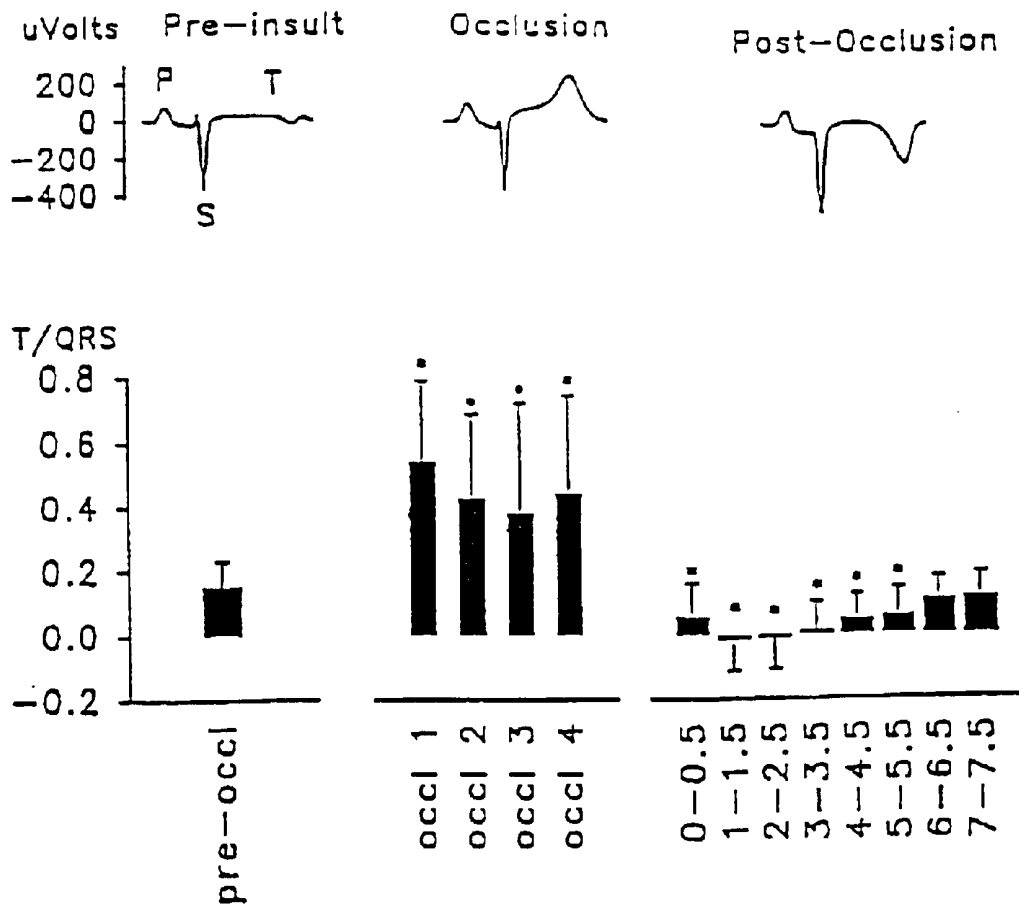 uVolts Pre-insult Occlusion Post-Occlusion
200
0
-200
-400
P T
S
T/QRS
0.8
0.6
0.4
0.2
0.0
-0.2
pre-occl
occl 1
occl 2
occl 3
occl 4
0-0.5
1-1.5
2-2.5
3-3.5
4-4.5
5-5.5
6-6.5
7-7.5